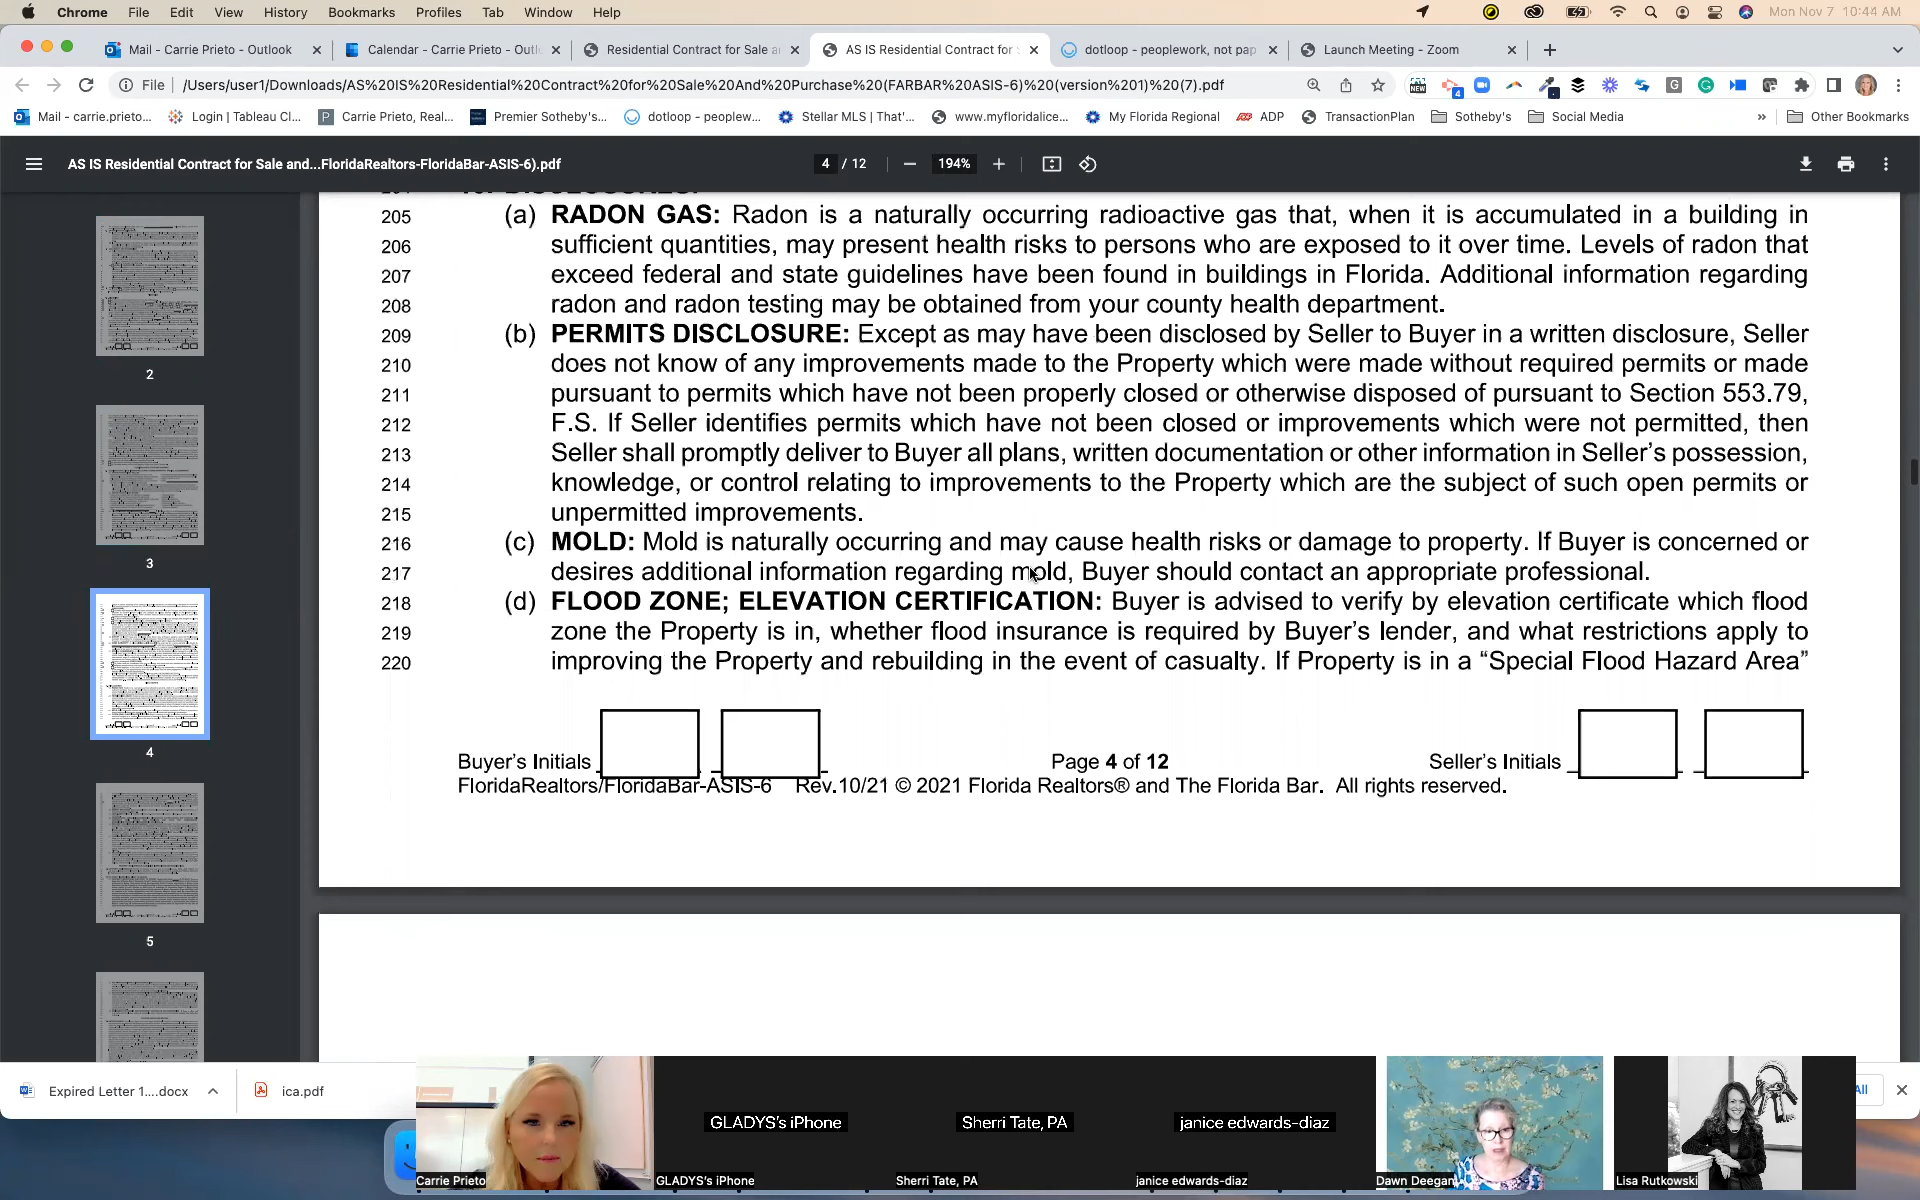 Chrome File Edit View History Bookmarks Profiles Tab Window Help Mon Nov 7 10:44 AM
Mail - Carrie Prieto - Outlook Calendar - Carrie Prieto - Outl Residential Contract for Sale a AS IS Residential Contract for dotloop - peoplework, not pap Launch Meeting - Zoom
File /Users/user1/Downloads/AS%20IS%20Residential%20Contract%20for%20Sale%20And%20Purchase%20(FARBAR%20ASIS-6)%20(version%201)%20(7).pdf
Mail - carrie.prieto... Login | Tableau Cl... Carrie Prieto, Real... Premier Sotheby's... dotloop - peoplew... Stellar MLS | That'... www.myfloridalice... My Florida Regional ADP TransactionPlan Sotheby's Social Media » Other Bookmarks
AS IS Residential Contract for Sale and...FloridaRealtors-FloridaBar-ASIS-6).pdf 4 / 12 194%
205 (a) RADON GAS: Radon is a naturally occurring radioactive gas that, when it is accumulated in a building in
206 sufficient quantities, may present health risks to persons who are exposed to it over time. Levels of radon that
207 exceed federal and state guidelines have been found in buildings in Florida. Additional information regarding
208 radon and radon testing may be obtained from your county health department.
209 (b) PERMITS DISCLOSURE: Except as may have been disclosed by Seller to Buyer in a written disclosure, Seller
210 does not know of any improvements made to the Property which were made without required permits or made
211 pursuant to permits which have not been properly closed or otherwise disposed of pursuant to Section 553.79,
212 F.S. If Seller identifies permits which have not been closed or improvements which were not permitted, then
213 Seller shall promptly deliver to Buyer all plans, written documentation or other information in Seller's possession,
214 knowledge, or control relating to improvements to the Property which are the subject of such open permits or
215 unpermitted improvements.
216 (c) MOLD: Mold is naturally occurring and may cause health risks or damage to property. If Buyer is concerned or
217 desires additional information regarding mold, Buyer should contact an appropriate professional.
218 (d) FLOOD ZONE; ELEVATION CERTIFICATION: Buyer is advised to verify by elevation certificate which flood
219 zone the Property is in, whether flood insurance is required by Buyer's lender, and what restrictions apply to
220 improving the Property and rebuilding in the event of casualty. If Property is in a “Special Flood Hazard Area”
Buyer's Initials Page 4 of 12 Seller's Initials
FloridaRealtors/FloridaBar-ASIS-6 Rev.10/21 © 2021 Florida Realtors® and The Florida Bar. All rights reserved.
2
3
4
5
Expired Letter 1....docx ica.pdf All
GLADYS's iPhone Sherri Tate, PA janice edwards-diaz
Carrie Prieto GLADYS's iPhone Sherri Tate, PA janice edwards-diaz Dawn Deegan Lisa Rutkowski